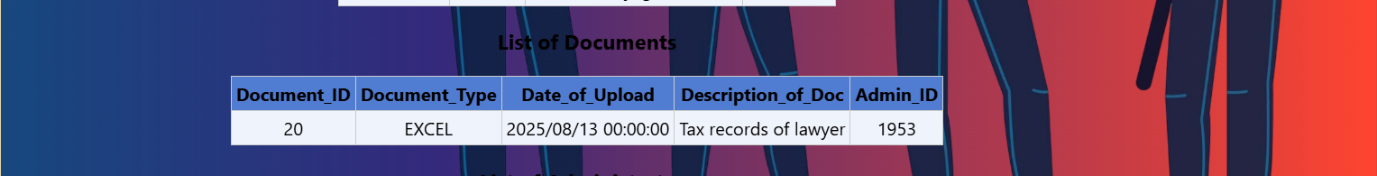 List of Documents
Document_ID Document_Type Date_of_Upload Description_of_Doc Admin_ID
20 EXCEL 2025/08/13 00:00:00 Tax records of lawyer 1953